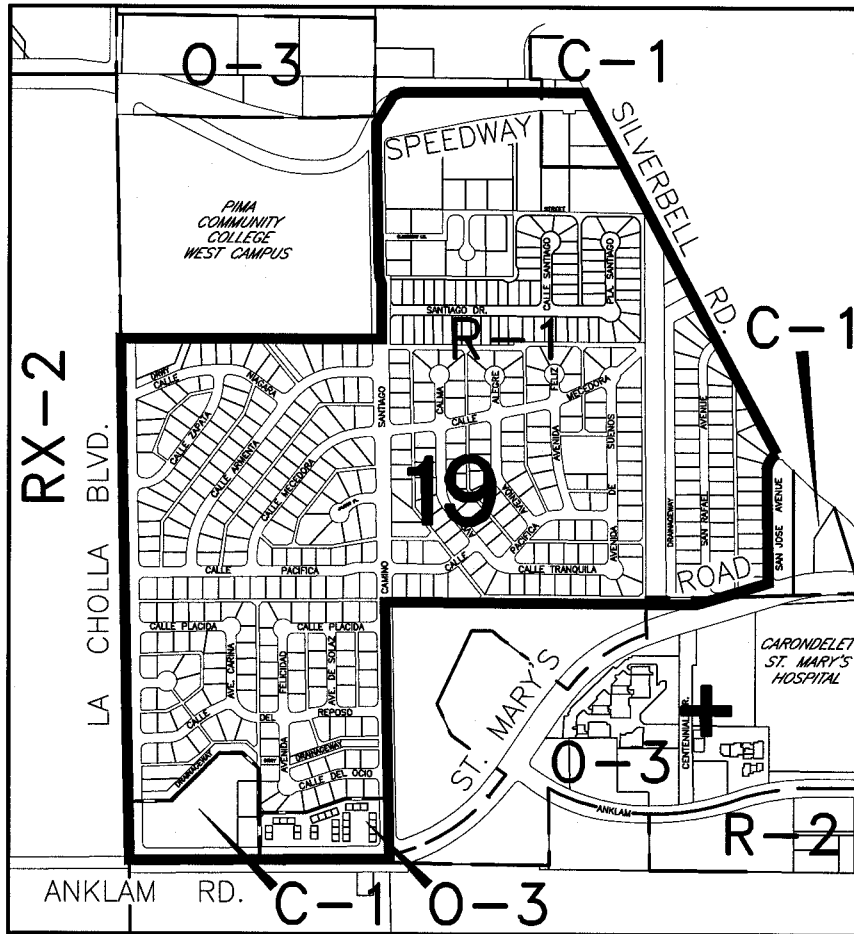 O-3
C-1
SPEEDWAY
SILVERBELL RD.
PIMA
COMMUNITY
COLLEGE
WEST CAMPUS
STREET
CALLE SANTIAGO
PLA. SANTIAGO
SANTIAGO DR.
R-1
C-1
RX-2
LA CHOLLA BLVD.
CALLE
NIAGARA
CALLE ZAPATA
CALLE ARMENTA
CALLE MECEDORA
SANTIAGO
CAMINO
CALMA
ALEGRE
FELIZ
CALLE
MECEDORA
AVENIDA
SUENOS
DE
AVENIDA
19
PACIFICA
CALLE TRANQUILA
DRAINAGEWAY
SAN RAFAEL
AVENUE
SAN JOSE AVENUE
ROAD
CALLE
PACIFICA
CALLE PLACIDA
CALLE PLACIDA
AVE. CARINA
FELICIDAD
AVE. DE SOLAZ
CALLE
DEL
REPOSO
DRAINAGEWAY
DRAINAGEWAY
AVENIDA
CALLE DEL OCIO
ST. MARY'S
CARONDELET
ST. MARY'S
HOSPITAL
CENTENNIAL DR.
O-3
ANKLAM
R-2
ANKLAM RD.
C-1
O-3